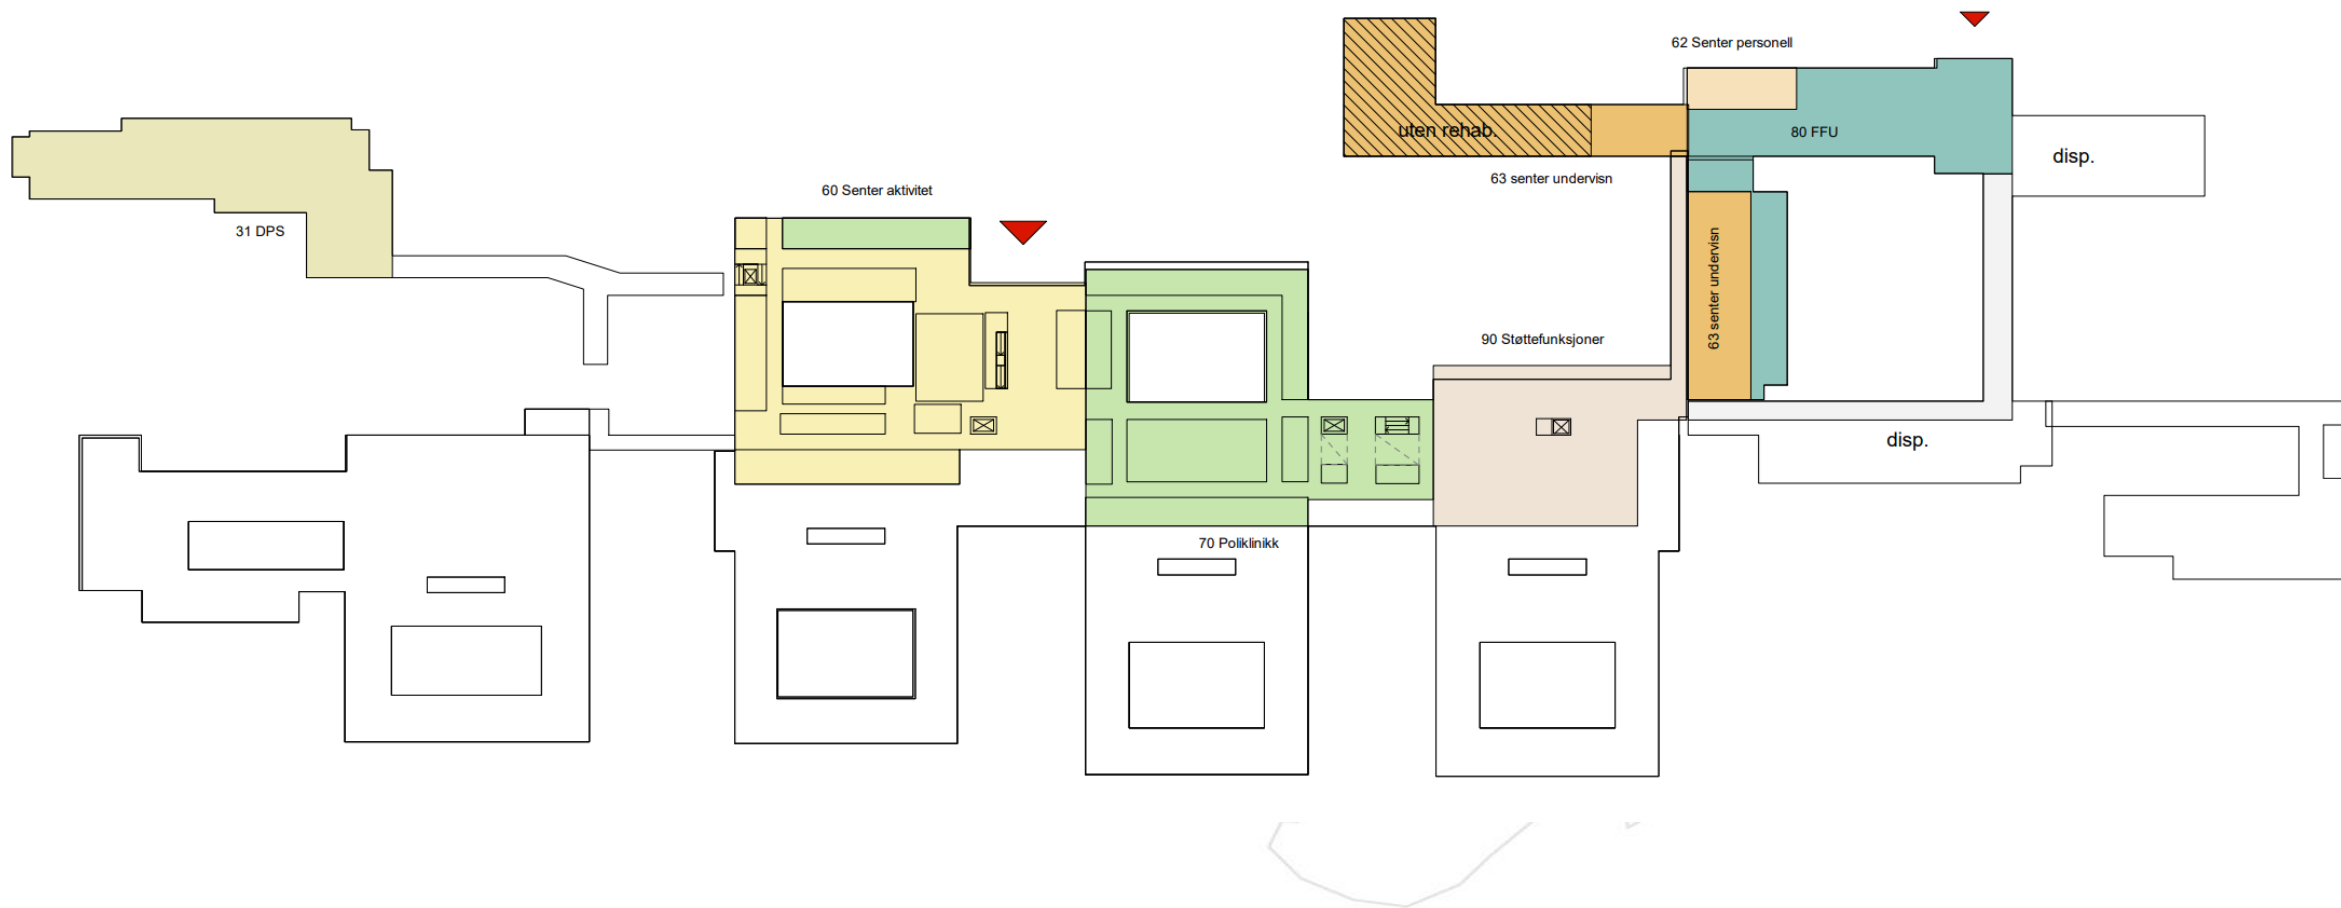 62 Senter personell
uten rehab.
80 FFU
disp.
63 senter undervisn
60 Senter aktivitet
31 DPS
63 senter undervisn
90 Støttefunksjoner
disp.
70 Poliklinikk